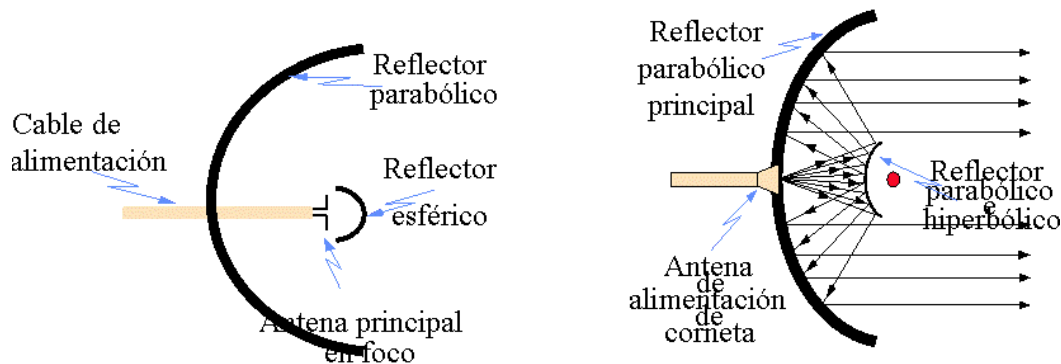 Reflector
parabólico
Cable de
alimentación
Reflector
esférico
Antena principal
en foco
Reflector
parabólico
principal
Reflector
parabólico
e
hiperbólico
Antena
de
alimentación
de
corneta